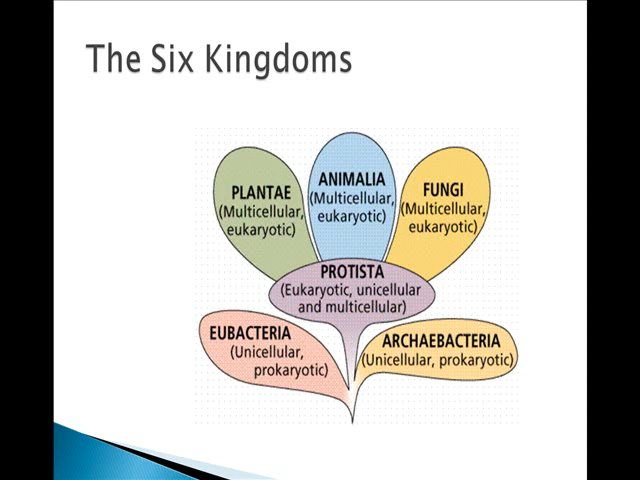 The Six Kingdoms
PLANTAE
(Multicellular,
eukaryotic)
ANIMALIA
(Multicellular,
eukaryotic)
FUNGI
(Multicellular,
eukaryotic)
PROTISTA
(Eukaryotic, unicellular
and multicellular)
EUBACTERIA
(Unicellular,
prokaryotic)
ARCHAEBACTERIA
(Unicellular, prokaryotic)